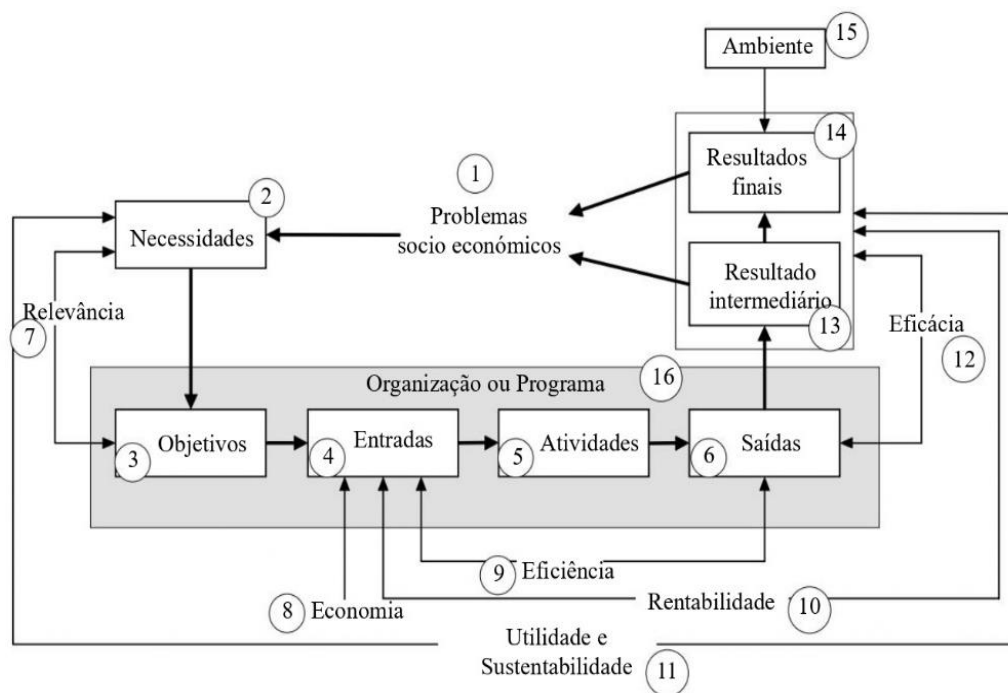 Ambiente
15
14
Resultados
finais
1
Problemas
socio económicos
2
Necessidades
Resultado
intermediário
13
Relevância
7
Eficácia
12
Organização ou Programa
16
Objetivos
3
Entradas
4
Atividades
5
Saídas
6
9
Eficiência
8
Economia
Rentabilidade
10
Utilidade e
Sustentabilidade
11